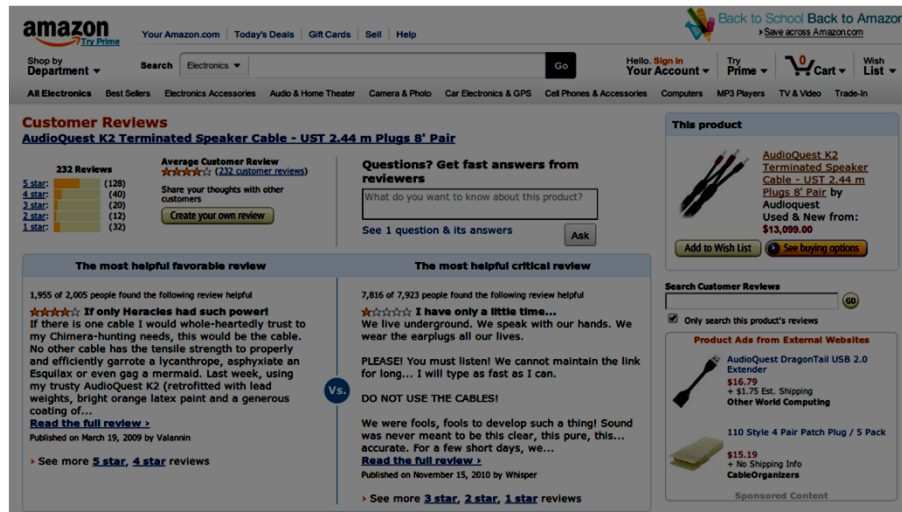 amazon
Try Prime
Your Amazon.com
Today's Deals
Gift Cards
Sell
Help
Back to School Back to Amazon
› Save across Amazon.com
Shop by
Department
Search
Electronics
Go
Hello. Sign in
Your Account
Try
Prime
0
Cart
Wish
List
All Electronics
Best Sellers
Electronics Accessories
Audio & Home Theater
Camera & Photo
Car Electronics & GPS
Cell Phones & Accessories
Computers
MP3 Players
TV & Video
Trade-In
Customer Reviews
AudioQuest K2 Terminated Speaker Cable - UST 2.44 m Plugs 8' Pair
232 Reviews
5 star: (128)
4 star: (40)
3 star: (20)
2 star: (12)
1 star: (32)
Average Customer Review
(232 customer reviews)
Share your thoughts with other
customers
Create your own review
Questions? Get fast answers from
reviewers
What do you want to know about this product?
See 1 question & its answers
Ask
The most helpful favorable review
1,955 of 2,005 people found the following review helpful
If only Heracles had such power!
If there is one cable I would whole-heartedly trust to
my Chimera-hunting needs, this would be the cable.
No other cable has the tensile strength to properly
and efficiently garrote a lycanthrope, asphyxiate an
Esquilax or even gag a mermaid. Last week, using
my trusty AudioQuest K2 (retrofitted with lead
weights, bright orange latex paint and a generous
coating of...
Read the full review ›
Published on March 19, 2009 by Valannin
› See more 5 star, 4 star reviews
Vs.
The most helpful critical review
7,816 of 7,923 people found the following review helpful
I have only a little time...
We live underground. We speak with our hands. We
wear the earplugs all our lives.
PLEASE! You must listen! We cannot maintain the link
for long... I will type as fast as I can.
DO NOT USE THE CABLES!
We were fools, fools to develop such a thing! Sound
was never meant to be this clear, this pure, this...
accurate. For a few short days, we...
Read the full review ›
Published on November 15, 2010 by Whisper
› See more 3 star, 2 star, 1 star reviews
This product
AudioQuest K2
Terminated Speaker
Cable - UST 2.44 m
Plugs 8' Pair by
Audioquest
Used & New from:
$13,099.00
Add to Wish List
See buying options
Search Customer Reviews
GO
Only search this product's reviews
Product Ads from External Websites
AudioQuest DragonTail USB 2.0
Extender
$16.79
+ $1.75 Est. Shipping
Other World Computing
110 Style 4 Pair Patch Plug / 5 Pack
$15.19
+ No Shipping Info
CableOrganizers
Sponsored Content